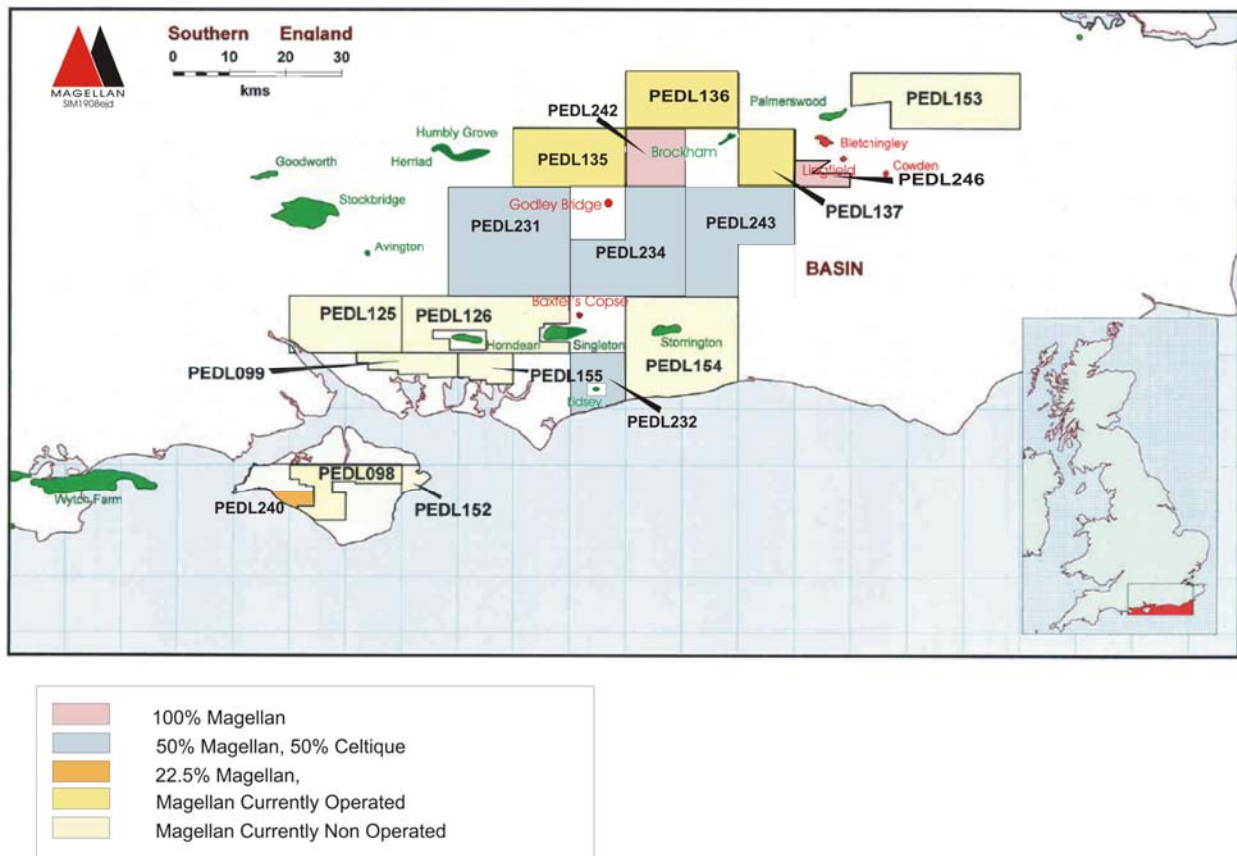 Southern England
0 10 20 30
kms
MAGELLAN
SIM1908ejd
PEDL136
PEDL242
Palmerswood
PEDL153
Humbly Grove
Herriad
Brockham
Bletchingley
Goodworth
PEDL135
Lingfield
Cowden
PEDL246
Stockbridge
Godley Bridge
PEDL137
PEDL231
PEDL243
Avington
PEDL234
BASIN
Baxter's Copse
PEDL125
PEDL126
Horndean
Singleton
Storrington
PEDL154
PEDL099
PEDL155
Lidsey
PEDL232
PEDL098
Wytch Farm
PEDL240
PEDL152
100% Magellan
50% Magellan, 50% Celtique
22.5% Magellan,
Magellan Currently Operated
Magellan Currently Non Operated